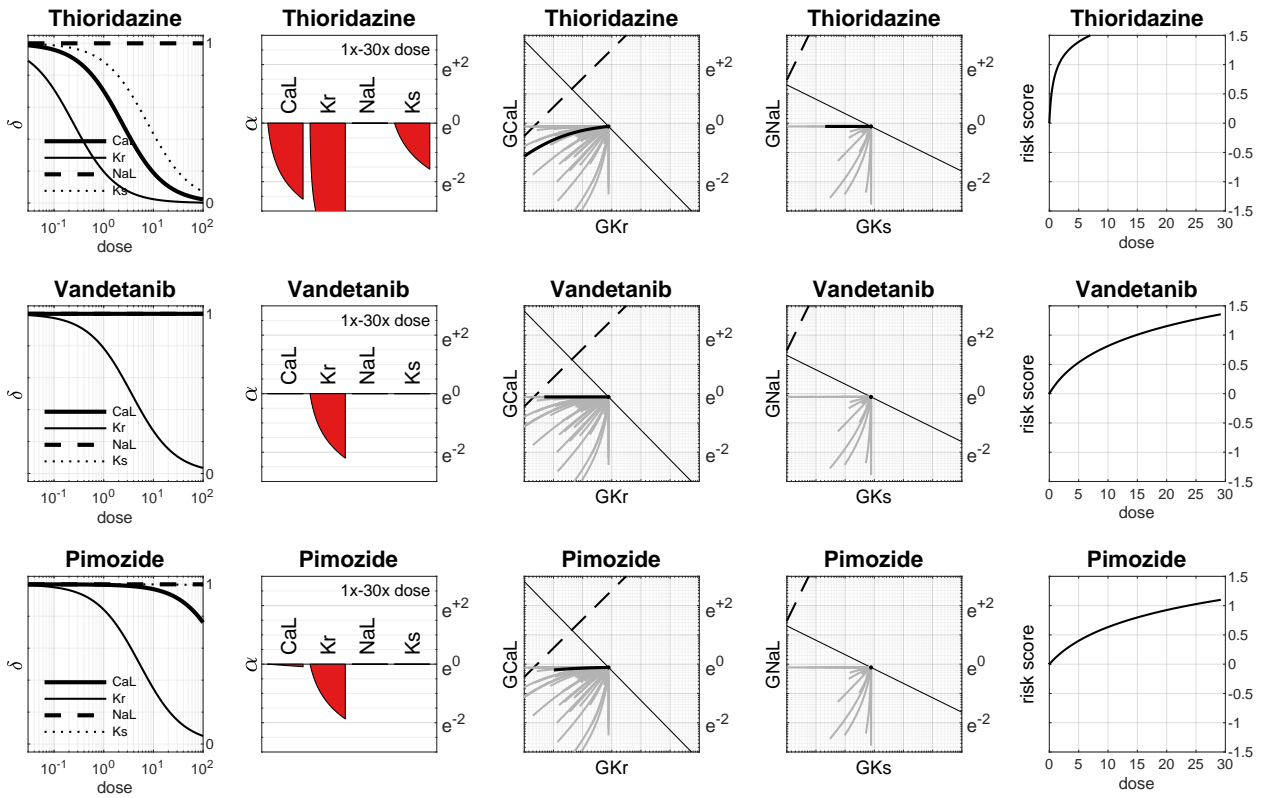 Thioridazine
δ
1
0
CaL
Kr
NaL
Ks
10^-1 10^0 10^1 10^2
dose
Thioridazine
1x-30x dose
CaL Kr NaL Ks
α
e^+2
e^0
e^-2
Thioridazine
GCaL
e^+2
e^0
e^-2
GKr
Thioridazine
GNaL
e^+2
e^0
e^-2
GKs
Thioridazine
risk score
1.5
1
0.5
0
-0.5
-1
-1.5
0 5 10 15 20 25 30
dose
Vandetanib
δ
1
0
CaL
Kr
NaL
Ks
10^-1 10^0 10^1 10^2
dose
Vandetanib
1x-30x dose
CaL Kr NaL Ks
α
e^+2
e^0
e^-2
Vandetanib
GCaL
e^+2
e^0
e^-2
GKr
Vandetanib
GNaL
e^+2
e^0
e^-2
GKs
Vandetanib
risk score
1.5
1
0.5
0
-0.5
-1
-1.5
0 5 10 15 20 25 30
dose
Pimozide
δ
1
0
CaL
Kr
NaL
Ks
10^-1 10^0 10^1 10^2
dose
Pimozide
1x-30x dose
CaL Kr NaL Ks
α
e^+2
e^0
e^-2
Pimozide
GCaL
e^+2
e^0
e^-2
GKr
Pimozide
GNaL
e^+2
e^0
e^-2
GKs
Pimozide
risk score
1.5
1
0.5
0
-0.5
-1
-1.5
0 5 10 15 20 25 30
dose